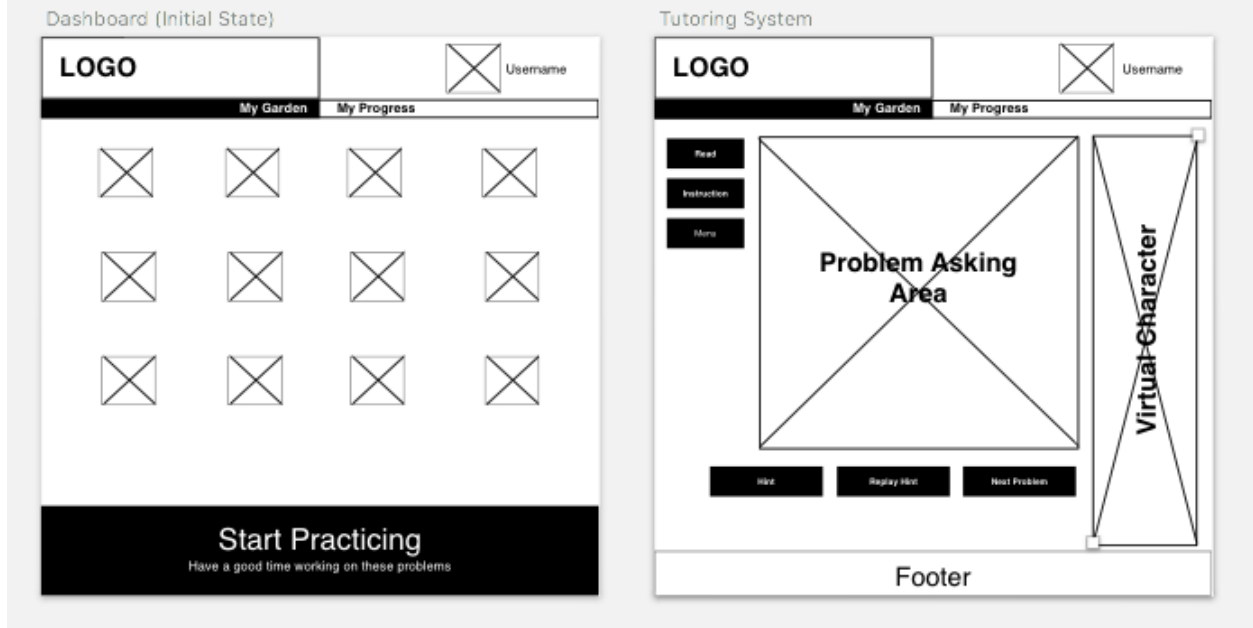 Dashboard (Initial State)
LOGO
Username
My Garden
My Progress
Start Practicing
Have a good time working on these problems
Tutoring System
LOGO
Username
My Garden
My Progress
Read
Instruction
Menu
Problem Asking
Area
Virtual Character
Hint
Replay Hint
Next Problem
Footer